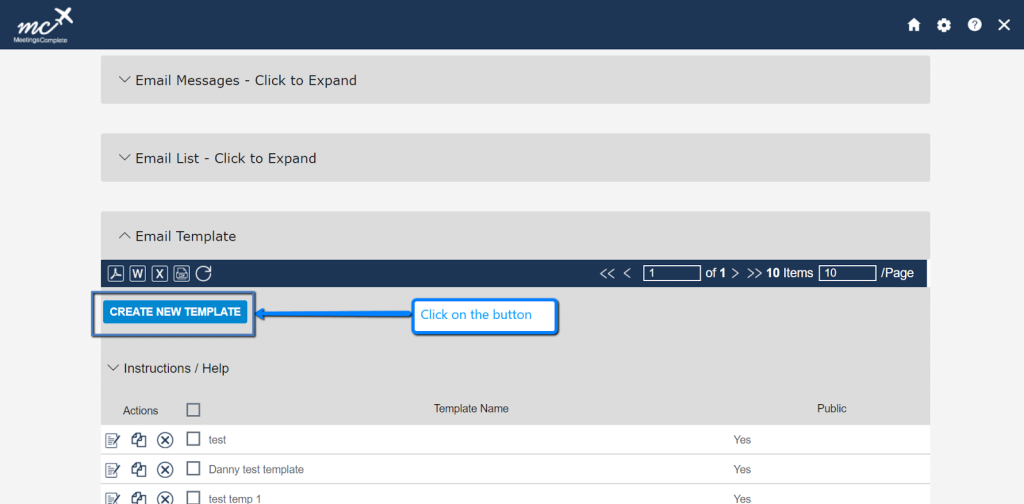 mc
MeetingsComplete
Email Messages - Click to Expand
Email List - Click to Expand
Email Template
W X << < 1 of 1 > >> 10 Items 10 /Page
CREATE NEW TEMPLATE
Click on the button
Instructions / Help
Actions Template Name Public
test Yes
Danny test template Yes
test temp 1 Yes